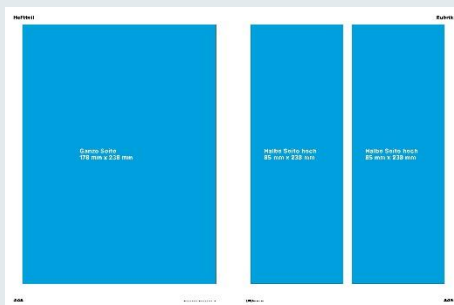 Heftteil
Rubrik
Ganze Seite
178 mm x 238 mm
Halbe Seite hoch
85 mm x 238 mm
Halbe Seite hoch
85 mm x 238 mm